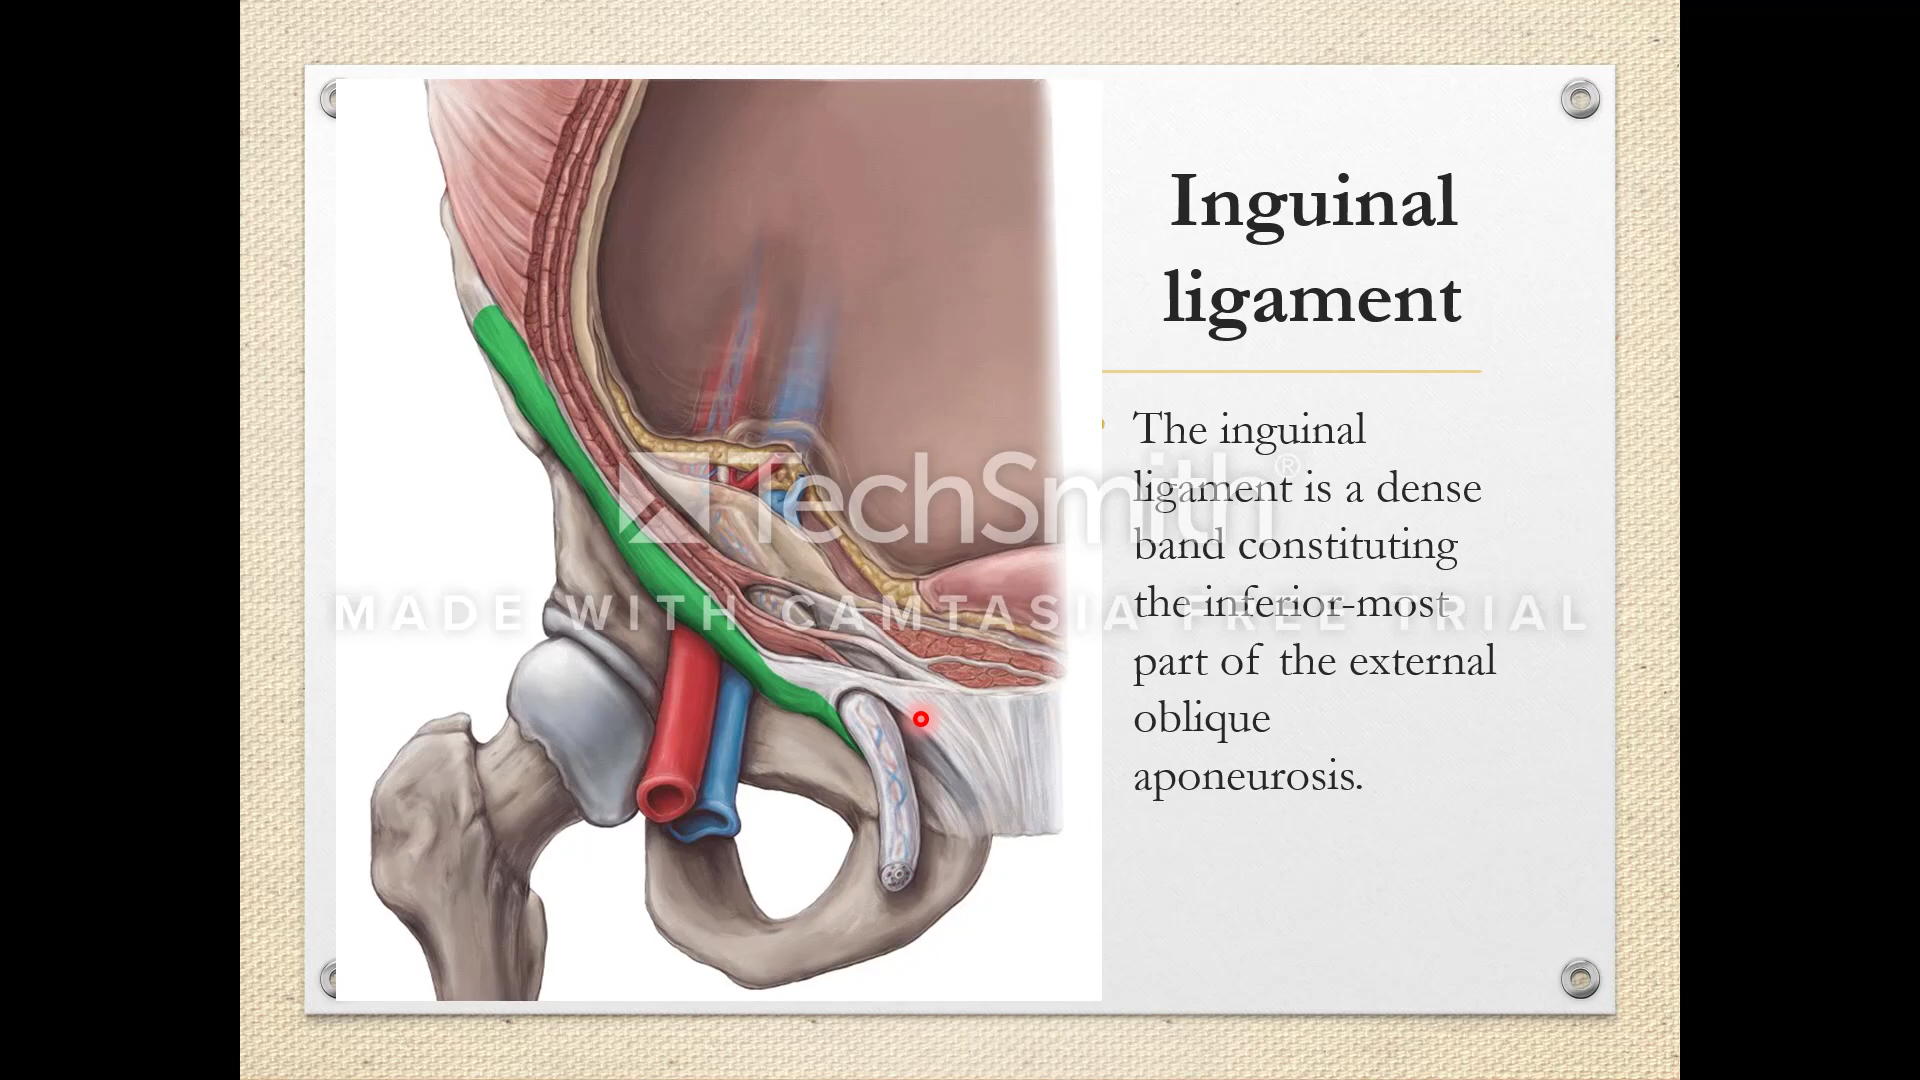 Inguinal
ligament
The inguinal
ligament is a dense
band constituting
the inferior-most
part of the external
oblique
aponeurosis.
TechSmith®
MADE WITH CAMTASIA FREE TRIAL